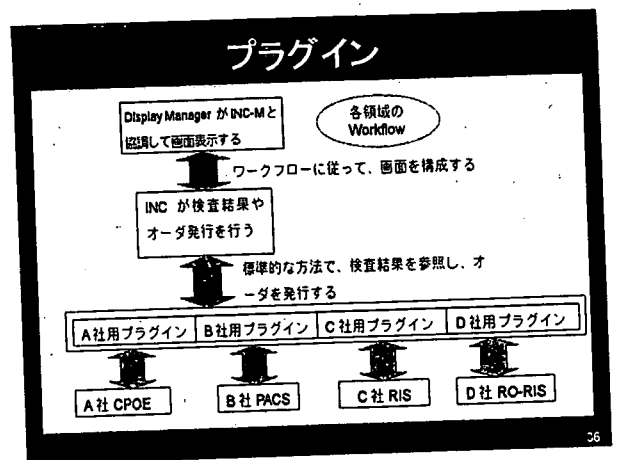 プラグイン
Display Manager が INC-Mと
協調して画面表示する
各領域の
Workflow
ワークフローに従って、画面を構成する
INC が検査結果や
オーダ発行を行う
標準的な方法で、検査結果を参照し、オ
ーダを発行する
A社用プラグイン
B社用プラグイン
C社用プラグイン
D社用プラグイン
A社 CPOE
B社 PACS
C社 RIS
D社 RO-RIS
36